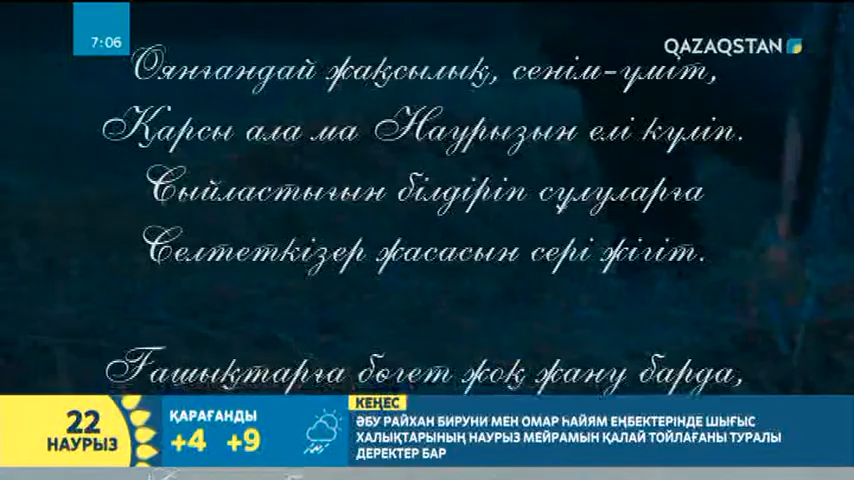 7:06
QAZAQSTAN
Оянғандай жақсылық, сенім-үміт,
Қарсы ала ма Наурызын елі күліп.
Сыйластығын білдіріп сұлуларға
Селтеткізер жасасын сері жігіт.
Ғашықтарға бөгет жоқ жану барда,
22
НАУРЫЗ
ҚАРАҒАНДЫ
+4 +9
КЕҢЕС
ӘБУ РАЙХАН БИРУНИ МЕН ОМАР ҺАЙЯМ ЕҢБЕКТЕРІНДЕ ШЫҒЫС
ХАЛЫҚТАРЫНЫҢ НАУРЫЗ МЕЙРАМЫН ҚАЛАЙ ТОЙЛАҒАНЫ ТУРАЛЫ
ДЕРЕКТЕР БАР